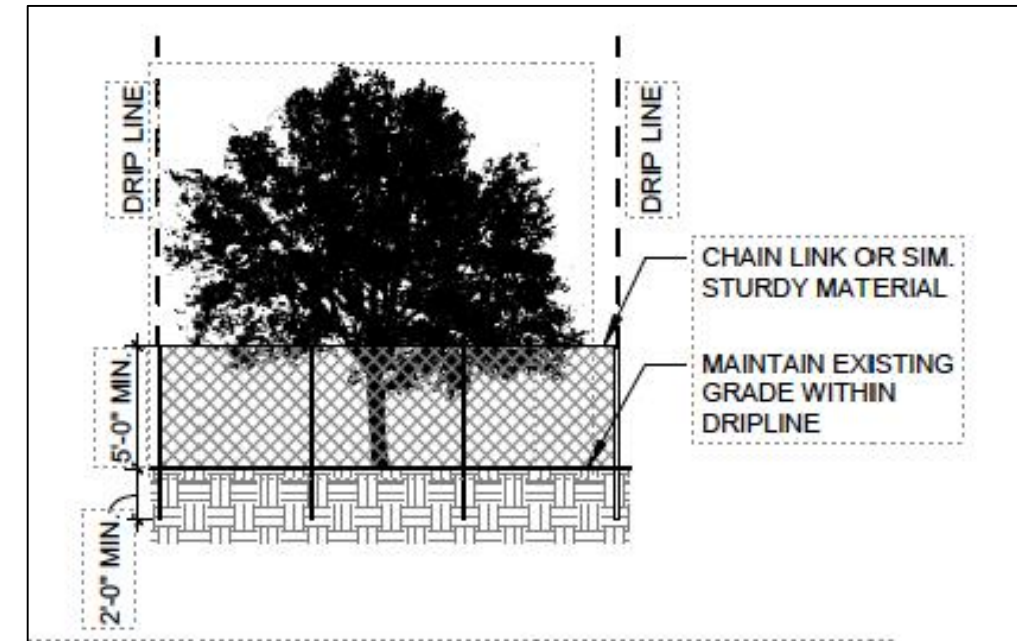 DRIP LINE
DRIP LINE
CHAIN LINK OR SIM.
STURDY MATERIAL
MAINTAIN EXISTING
GRADE WITHIN
DRIPLINE
5'-0" MIN.
2'-0" MIN.